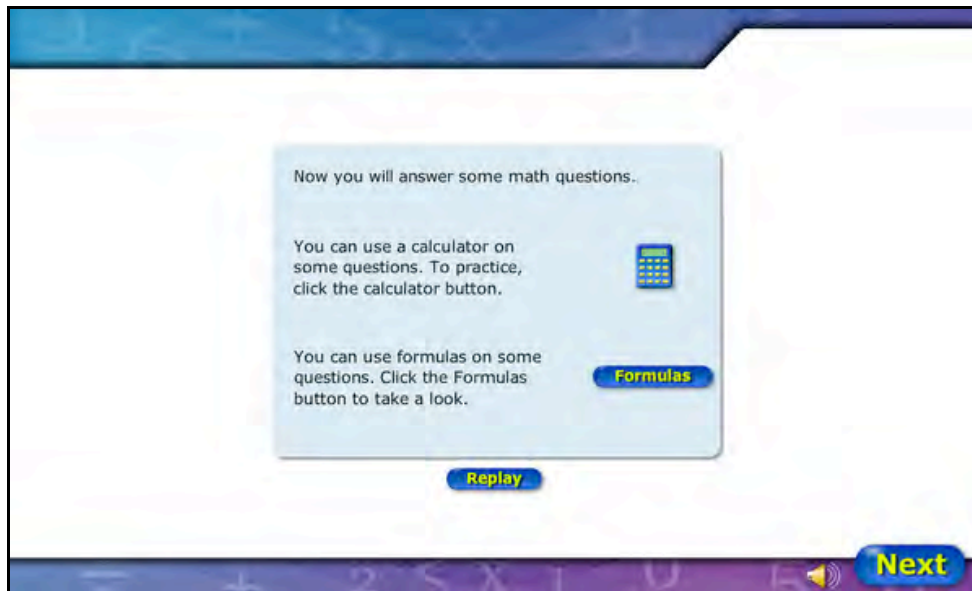 Now you will answer some math questions.
You can use a calculator on
some questions. To practice,
click the calculator button.
You can use formulas on some
questions. Click the Formulas
button to take a look.
Formulas
Replay
Next